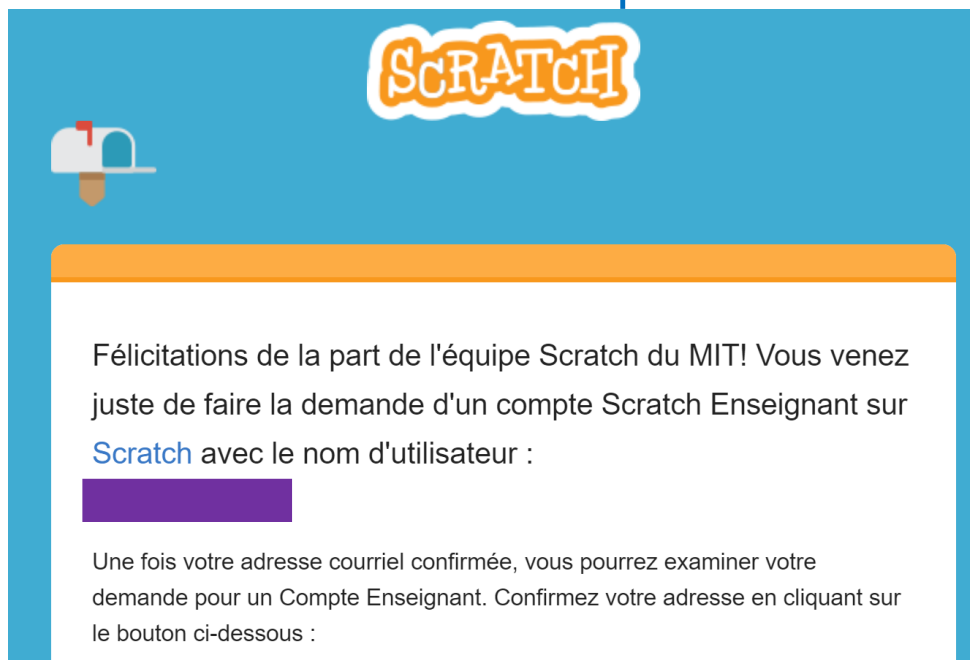 SCRATCH
Félicitations de la part de l'équipe Scratch du MIT! Vous venez
juste de faire la demande d'un compte Scratch Enseignant sur
Scratch avec le nom d'utilisateur :
Une fois votre adresse courriel confirmée, vous pourrez examiner votre
demande pour un Compte Enseignant. Confirmez votre adresse en cliquant sur
le bouton ci-dessous :